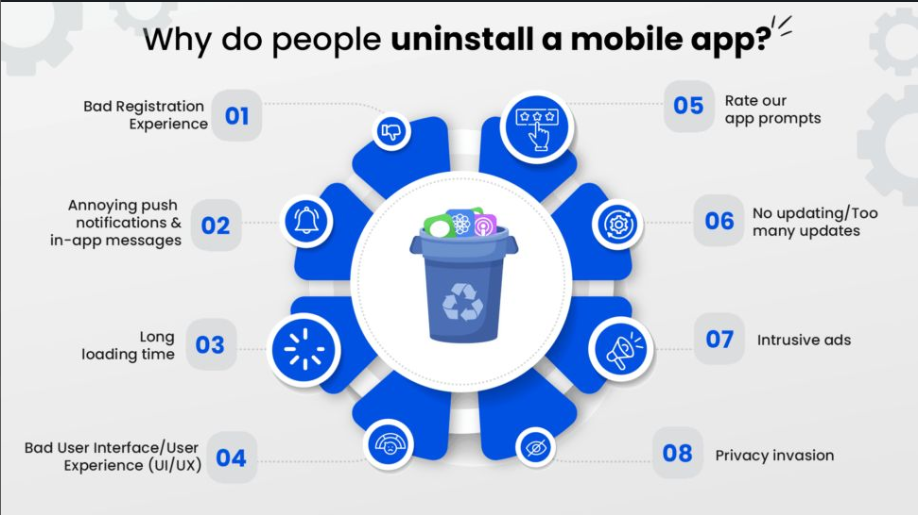 Why do people uninstall a mobile app?
Bad Registration
Experience
01
Annoying push
notifications &
in-app messages
02
Long
loading time
03
Bad User Interface/User
Experience (UI/UX)
04
05
Rate our
app prompts
06
No updating/Too
many updates
07
Intrusive ads
08
Privacy invasion